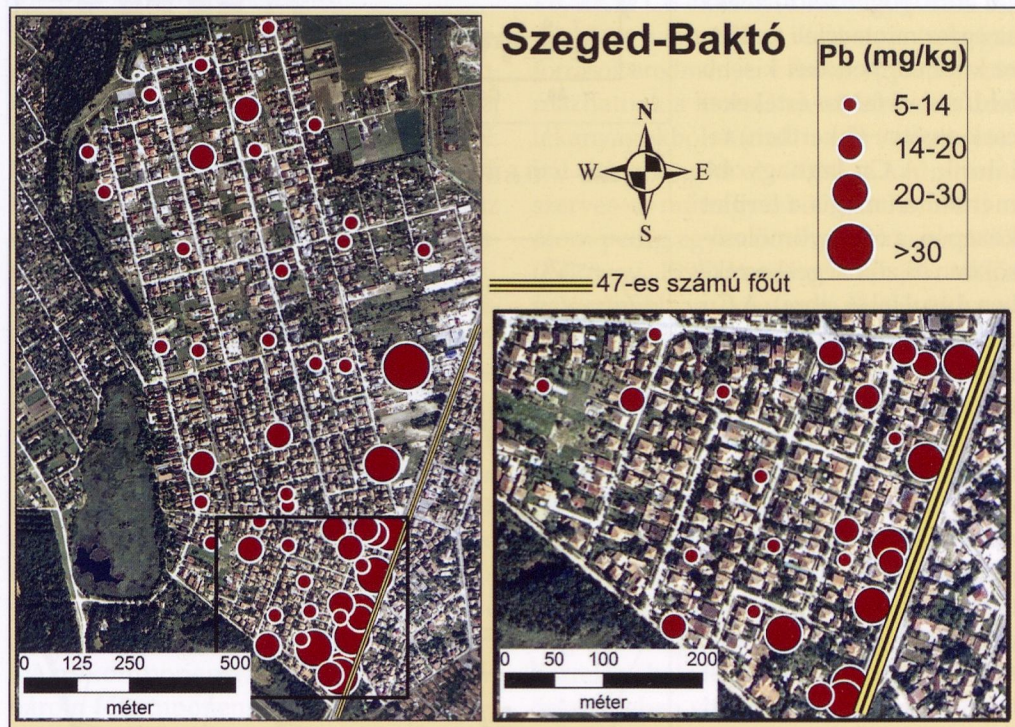 Szeged-Baktó
N
W E
S
Pb (mg/kg)
5-14
14-20
20-30
>30
47-es számú főút
0 125 250 500
méter
0 50 100 200
méter